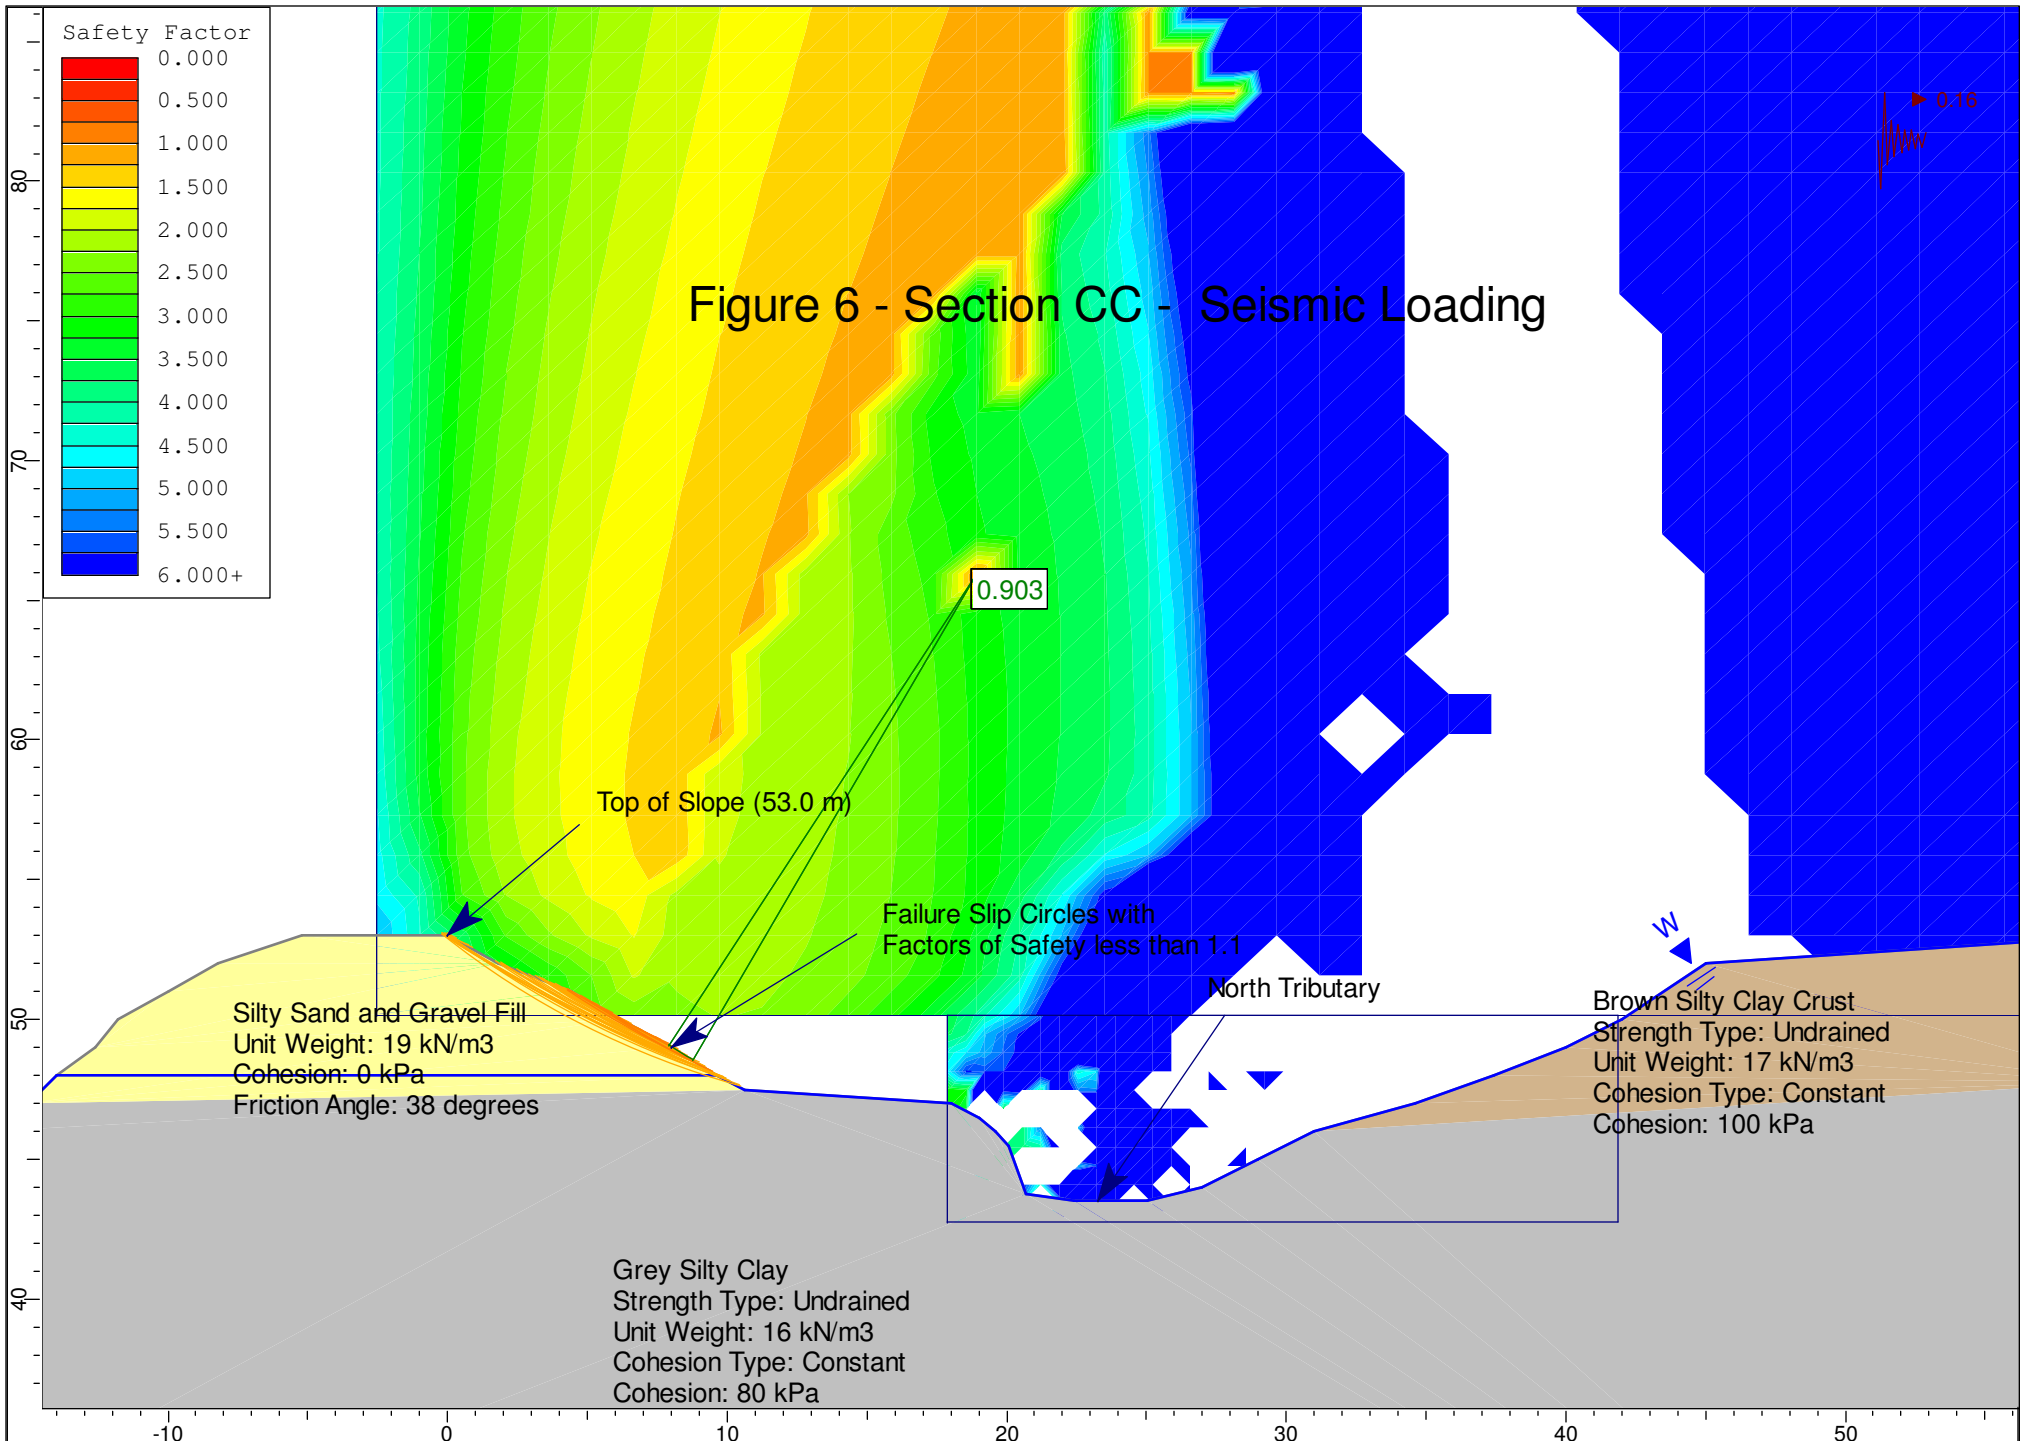 Safety Factor
0.000
0.500
1.000
1.500
2.000
2.500
3.000
3.500
4.000
4.500
5.000
5.500
6.000+
0.16
Figure 6 - Section CC - Seismic Loading
0.903
Top of Slope (53.0 m)
Failure Slip Circles with
Factors of Safety less than 1.1
W
North Tributary
Silty Sand and Gravel Fill
Unit Weight: 19 kN/m3
Cohesion: 0 kPa
Friction Angle: 38 degrees
Brown Silty Clay Crust
Strength Type: Undrained
Unit Weight: 17 kN/m3
Cohesion Type: Constant
Cohesion: 100 kPa
Grey Silty Clay
Strength Type: Undrained
Unit Weight: 16 kN/m3
Cohesion Type: Constant
Cohesion: 80 kPa
80
70
60
50
40
-10 0 10 20 30 40 50